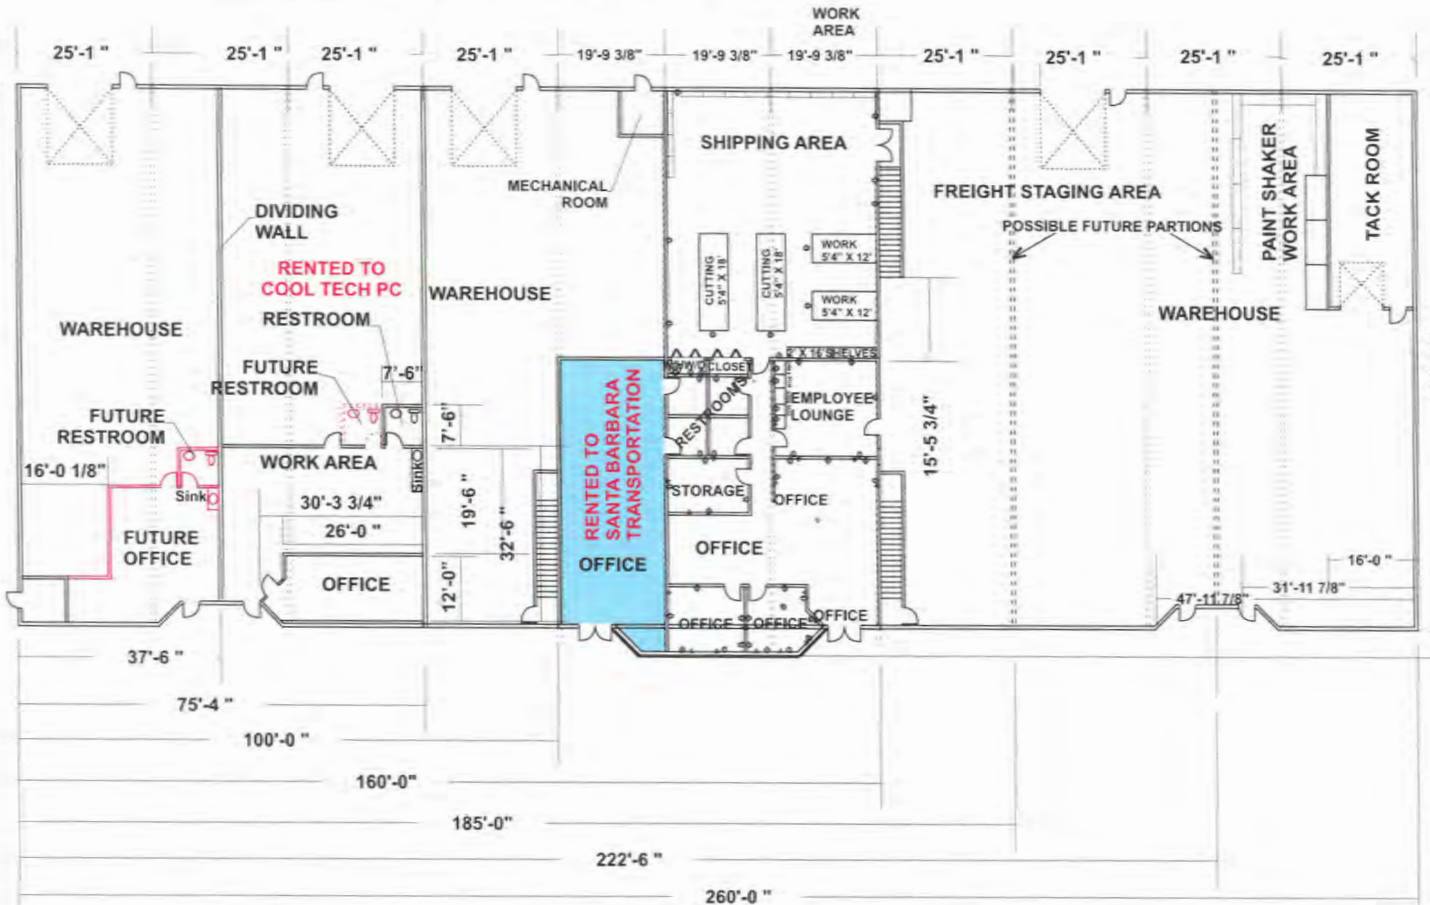 WORK
AREA
25'-1 "
25'-1 "
25'-1 "
25'-1 "
19'-9 3/8"
19'-9 3/8"
19'-9 3/8"
25'-1 "
25'-1 "
25'-1 "
25'-1 "
SHIPPING AREA
MECHANICAL
ROOM
FREIGHT STAGING AREA
POSSIBLE FUTURE PARTIONS
PAINT SHAKER
WORK AREA
TACK ROOM
DIVIDING
WALL
RENTED TO
COOL TECH PC
RESTROOM
WAREHOUSE
WAREHOUSE
WAREHOUSE
CUTTING
5'4" X 18'
CUTTING
5'4" X 18'
WORK
5'4" X 12'
WORK
5'4" X 12'
2' X 16'SHELVES
CLOSET
FUTURE
RESTROOM
7'-6"
7'-6"
FUTURE
RESTROOM
RESTROOMS
EMPLOYEE
LOUNGE
15'-5 3/4"
RENTED TO
SANTA BARBARA
TRANSPORTATION
OFFICE
WORK AREA
Sink
16'-0 1/8"
Sink
30'-3 3/4"
26'-0"
19'-6 "
32'-6 "
12'-0"
STORAGE
OFFICE
OFFICE
FUTURE
OFFICE
OFFICE
OFFICE
OFFICE
OFFICE
16'-0 "
31'-11 7/8"
47'-11 7/8"
37'-6 "
75'-4 "
100'-0 "
160'-0"
185'-0"
222'-6 "
260'-0 "